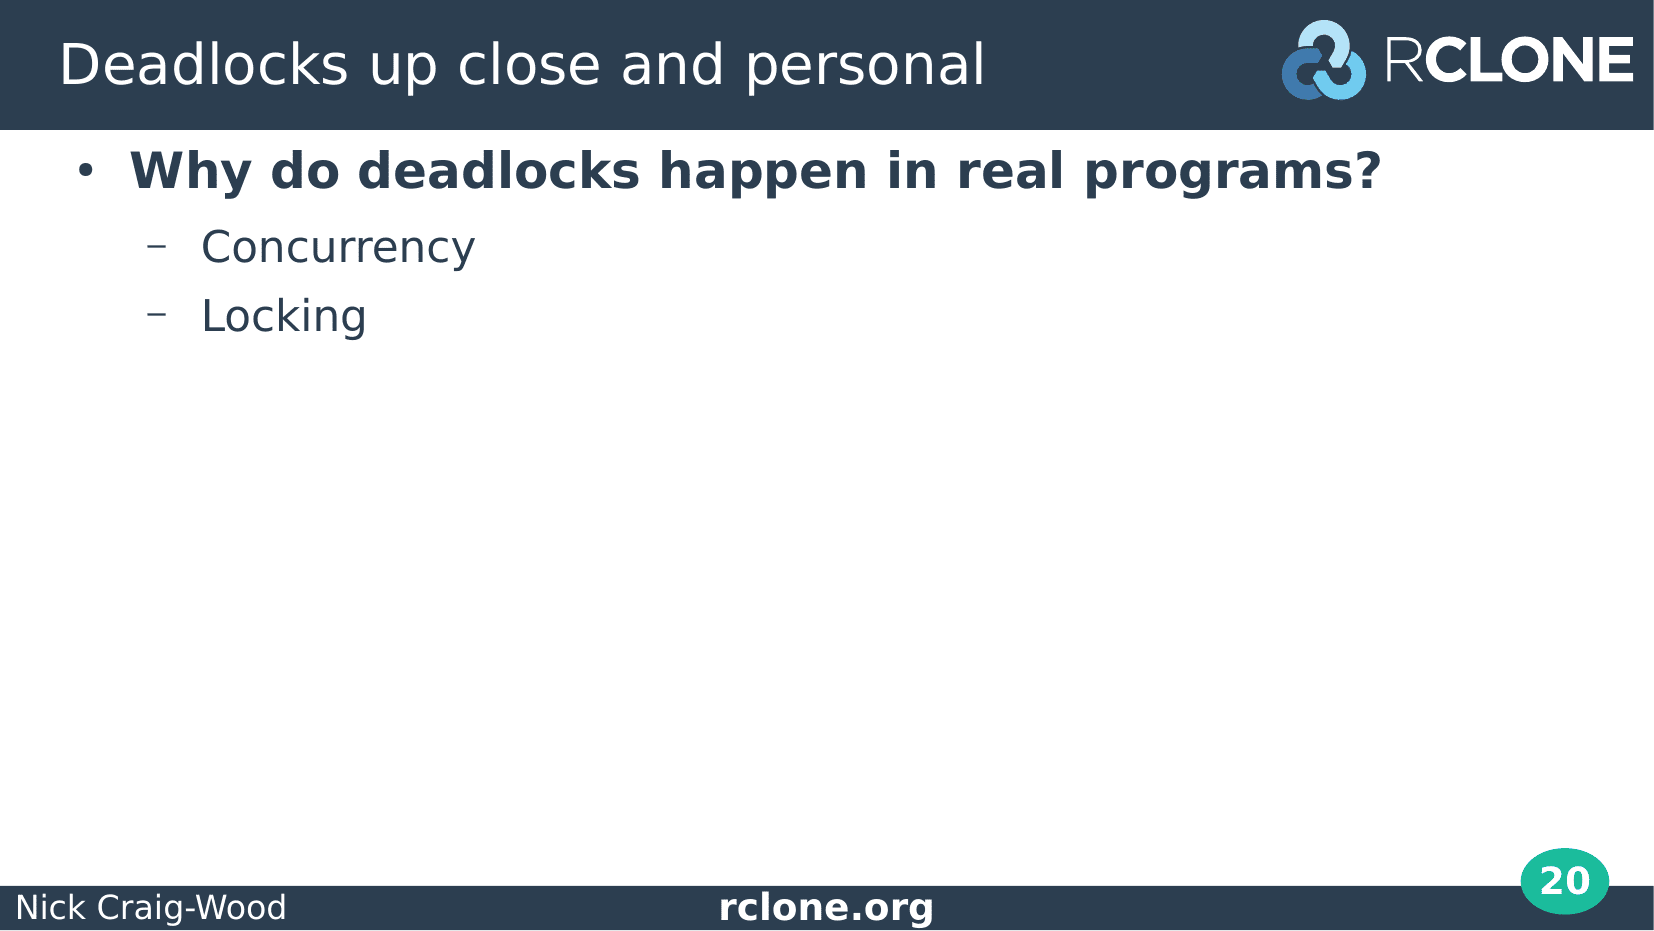 Deadlocks up close and personal
RCLONE
• Why do deadlocks happen in real programs?
– Concurrency
– Locking
20
Nick Craig-Wood
rclone.org